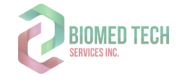 BIOMED TECH
SERVICES INC.